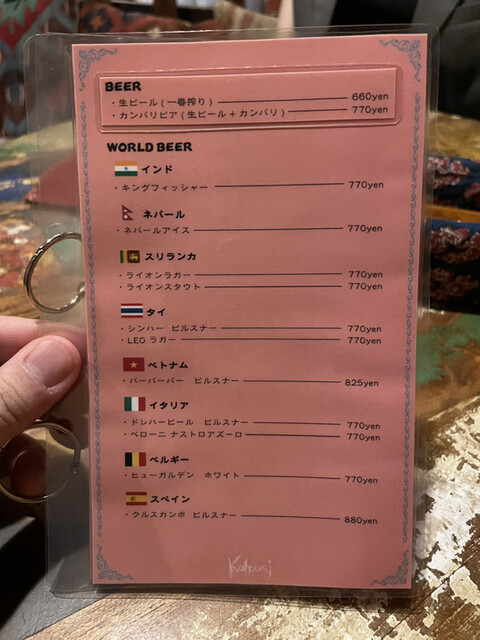 BEER
・生ビール(一番搾り) 660yen
・カンパリビア(生ビール+カンパリ) 770yen
WORLD BEER
インド
・キングフィッシャー 770yen
ネパール
・ネパールアイス 770yen
スリランカ
・ライオンラガー 770yen
・ライオンスタウト 770yen
タイ
・シンハー ピルスナー 770yen
・LEO ラガー 770yen
ベトナム
・バーバーバー ピルスナー 825yen
イタリア
・ドレハービール ピルスナー 770yen
・ペローニ ナストロアズーロ 770yen
ベルギー
・ヒューガルデン ホワイト 770yen
スペイン
・クルスカンポ ピルスナー 880yen